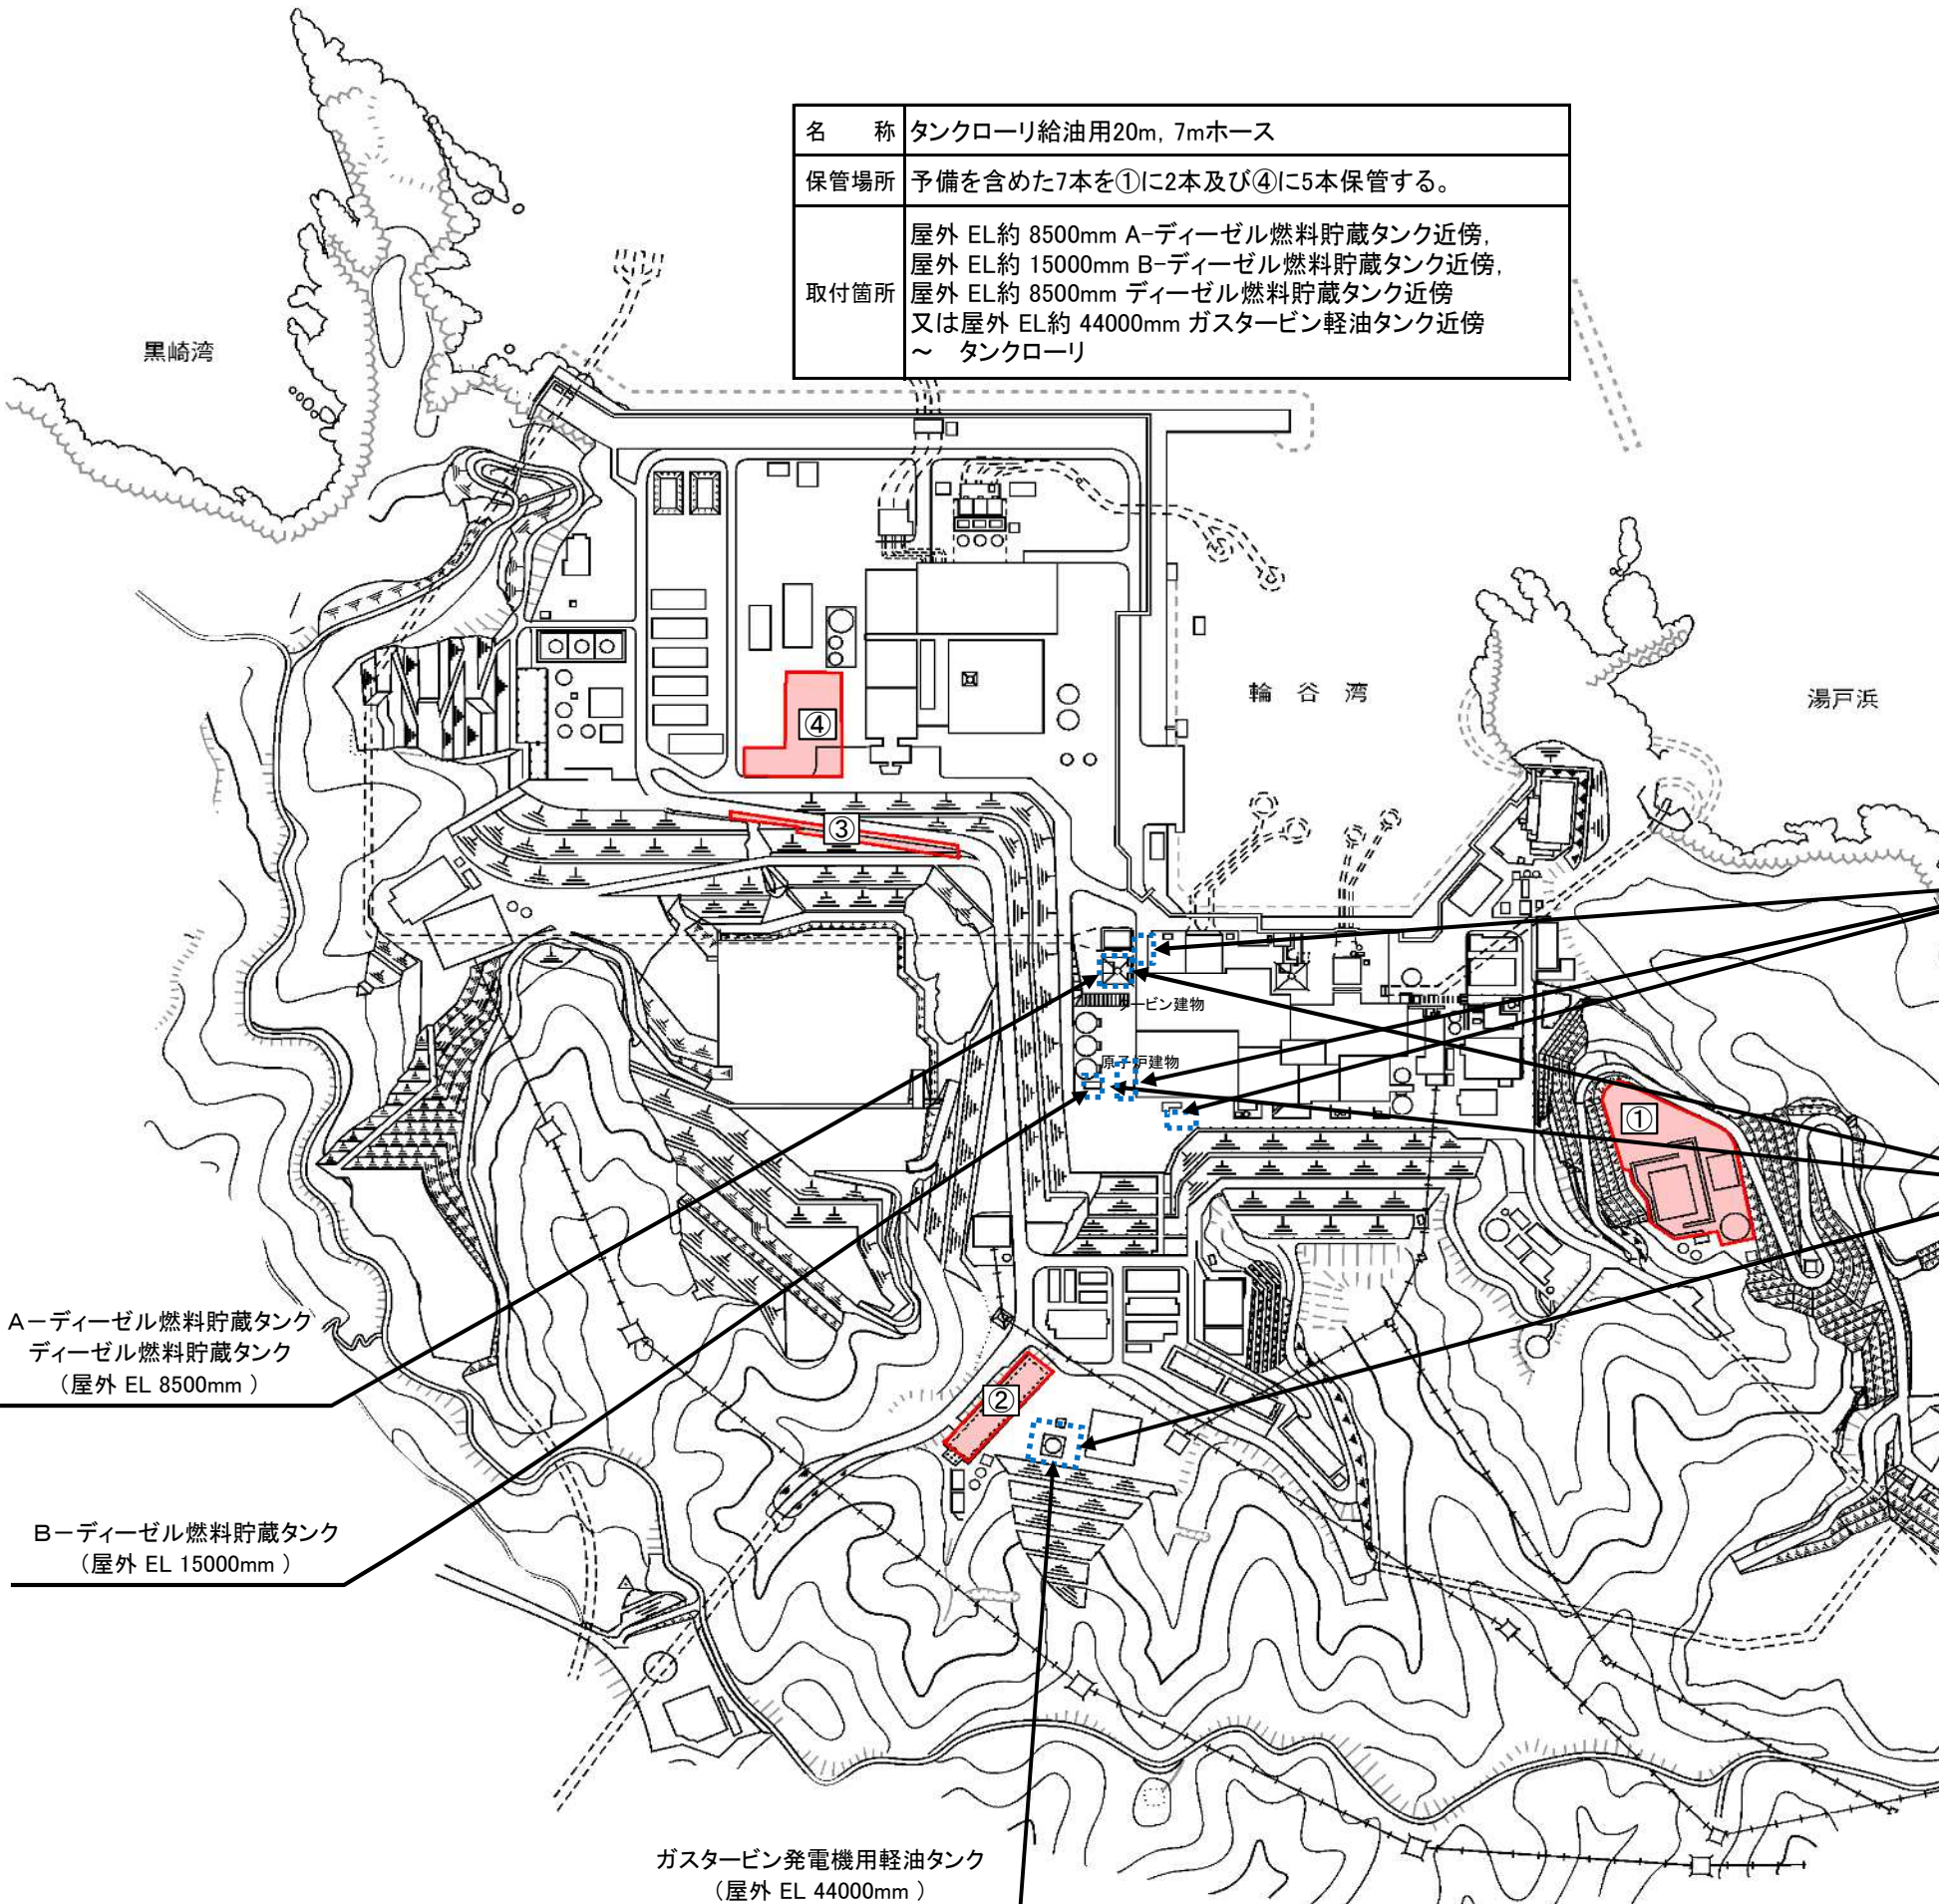 名　称 タンクローリ給油用20m, 7mホース
保管場所 予備を含めた7本を①に2本及び④に5本保管する。
取付箇所 屋外 EL約 8500mm A-ディーゼル燃料貯蔵タンク近傍,
屋外 EL約 15000mm B-ディーゼル燃料貯蔵タンク近傍,
屋外 EL約 8500mm ディーゼル燃料貯蔵タンク近傍
又は屋外 EL約 44000mm ガスタービン軽油タンク近傍
～　タンクローリ
黒崎湾
輪谷湾
湯戸浜
④
③
タービン建物
原子炉建物
①
②
A－ディーゼル燃料貯蔵タンク
ディーゼル燃料貯蔵タンク
（屋外 EL 8500mm ）
B－ディーゼル燃料貯蔵タンク
（屋外 EL 15000mm ）
ガスタービン発電機用軽油タンク
（屋外 EL 44000mm ）